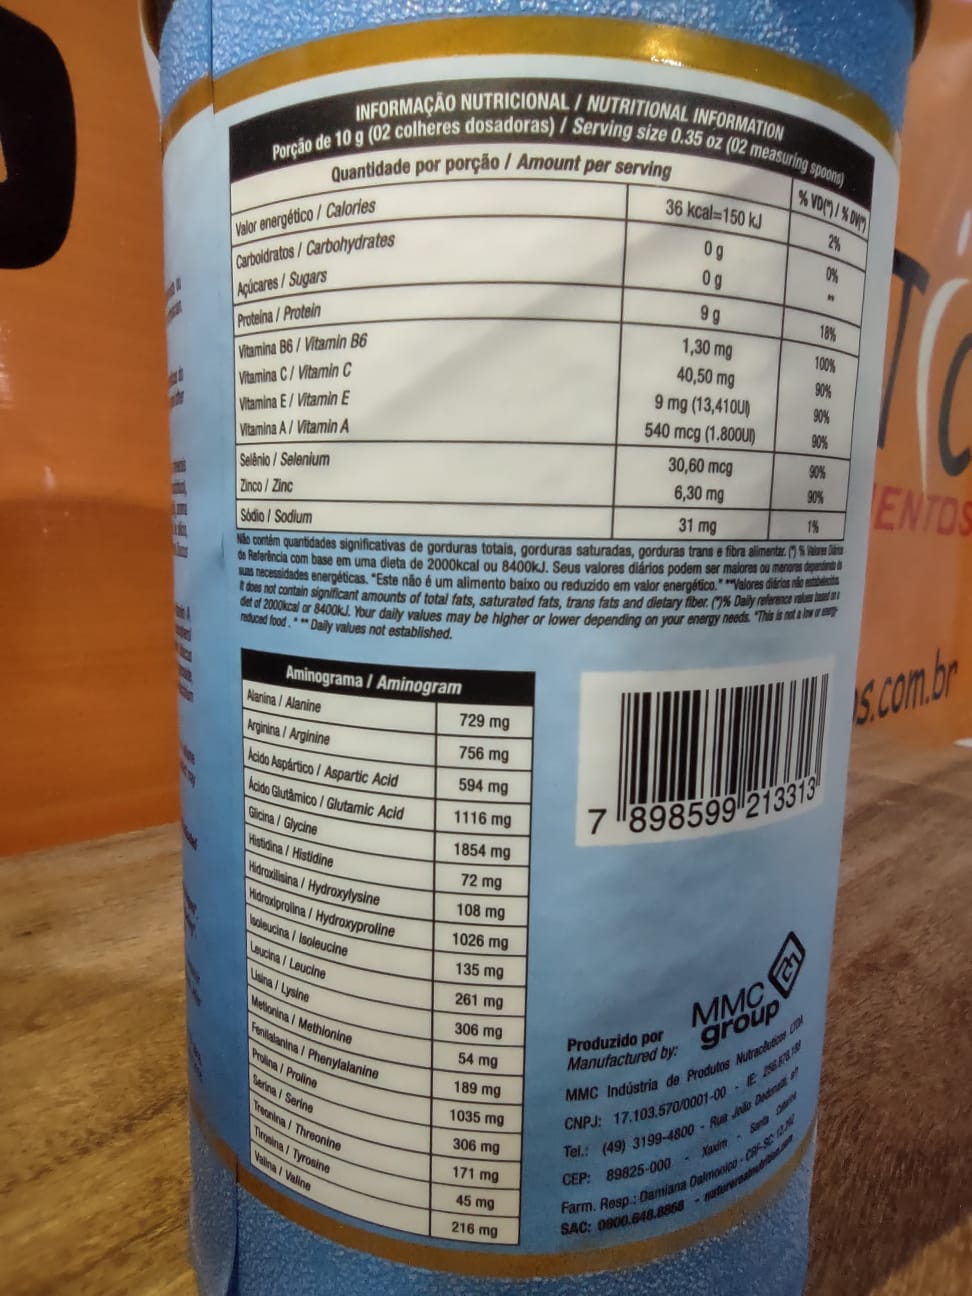 INFORMAÇÃO NUTRICIONAL / NUTRITIONAL INFORMATION
Porção de 10 g (02 colheres dosadoras) / Serving size 0.35 oz (02 measuring spoons)
Quantidade por porção / Amount per serving % VD(*) / % DV(*)
Valor energético / Calories 36 kcal=150 kJ 2%
Carboidratos / Carbohydrates 0 g 0%
Açúcares / Sugars 0 g **
Proteína / Protein 9 g 18%
Vitamina B6 / Vitamin B6 1,30 mg 100%
Vitamina C / Vitamin C 40,50 mg 90%
Vitamina E / Vitamin E 9 mg (13,410UI) 90%
Vitamina A / Vitamin A 540 mcg (1.800UI) 90%
Selênio / Selenium 30,60 mcg 90%
Zinco / Zinc 6,30 mg 90%
Sódio / Sodium 31 mg 1%
Não contém quantidades significativas de gorduras totais, gorduras saturadas, gorduras trans e fibra alimentar. (*) % Valores Diários
de Referência com base em uma dieta de 2000kcal ou 8400kJ. Seus valores diários podem ser maiores ou menores dependendo de
suas necessidades energéticas. "Este não é um alimento baixo ou reduzido em valor energético." **Valores diários não estabelecidos.
It does not contain significant amounts of total fats, saturated fats, trans fats and dietary fiber. (*)% Daily reference values based on a
diet of 2000kcal or 8400kJ. Your daily values may be higher or lower depending on your energy needs. "This is not a low or energy-
reduced food." ** Daily values not established.
Aminograma / Aminogram
Alanina / Alanine 729 mg
Arginina / Arginine 756 mg
Ácido Aspártico / Aspartic Acid 594 mg
Ácido Glutâmico / Glutamic Acid 1116 mg
Glicina / Glycine 1854 mg
Histidina / Histidine 72 mg
Hidroxilisina / Hydroxylysine 108 mg
Hidroxiprolina / Hydroxyproline 1026 mg
Isoleucina / Isoleucine 135 mg
Leucina / Leucine 261 mg
Lisina / Lysine 306 mg
Metionina / Methionine 54 mg
Fenilalanina / Phenylalanine 189 mg
Prolina / Proline 1035 mg
Serina / Serine 306 mg
Treonina / Threonine 171 mg
Tirosina / Tyrosine 45 mg
Valina / Valine 216 mg
7 898599 213313
MMC
group
Produzido por
Manufactured by:
MMC Indústria de Produtos Nutracêuticos LTDA
CNPJ: 17.103.570/0001-00 - IE:
Tel.: (49) 3199-4800 - Rua João
CEP: 89825-000 - Xaxim - Santa Catarina
Farm. Resp.: Damiana Dalmonico - CRF-SC
SAC: 0800.648.8868
ENTOS
s.com.br